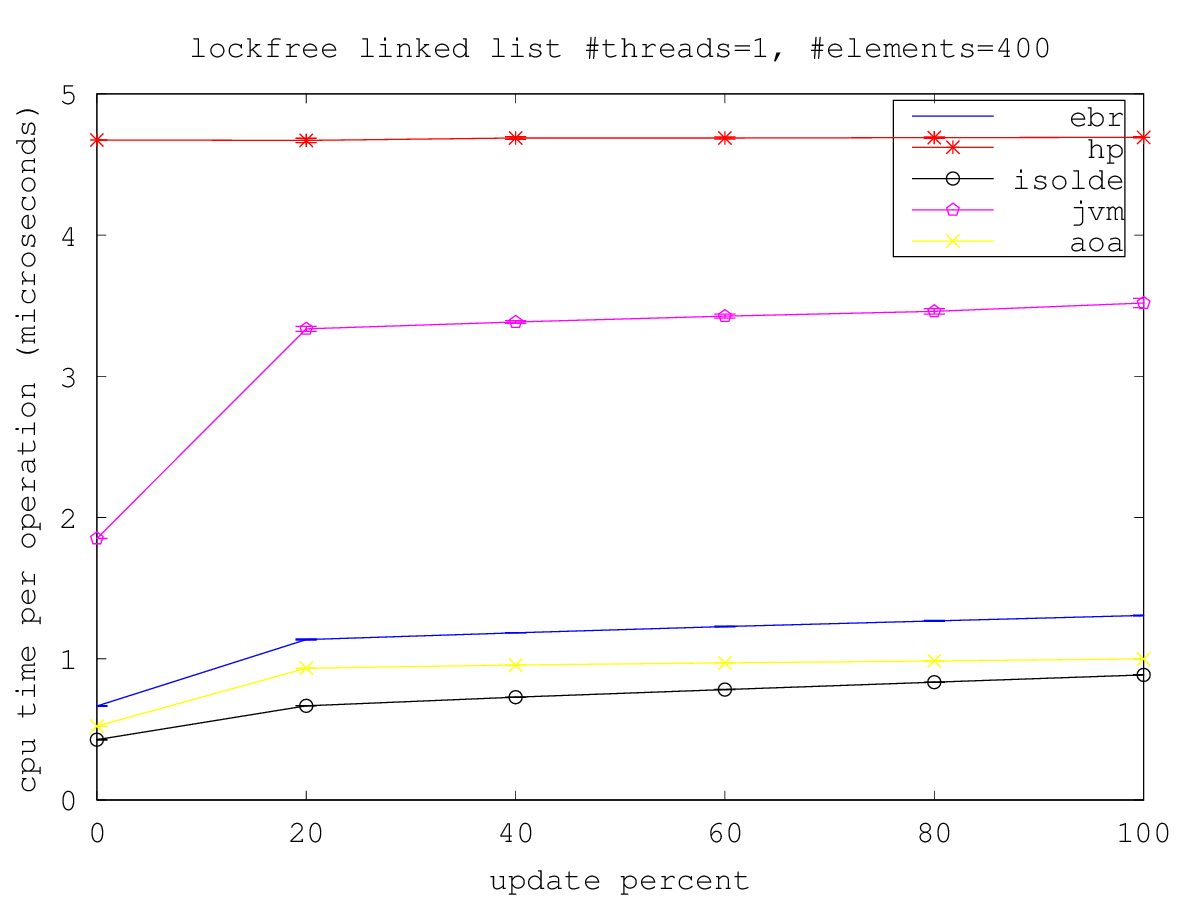 lockfree linked list #threads=1, #elements=400
cpu time per operation (microseconds)
5
4
3
2
1
0
ebr
hp
isolde
jvm
aoa
0 20 40 60 80 100
update percent